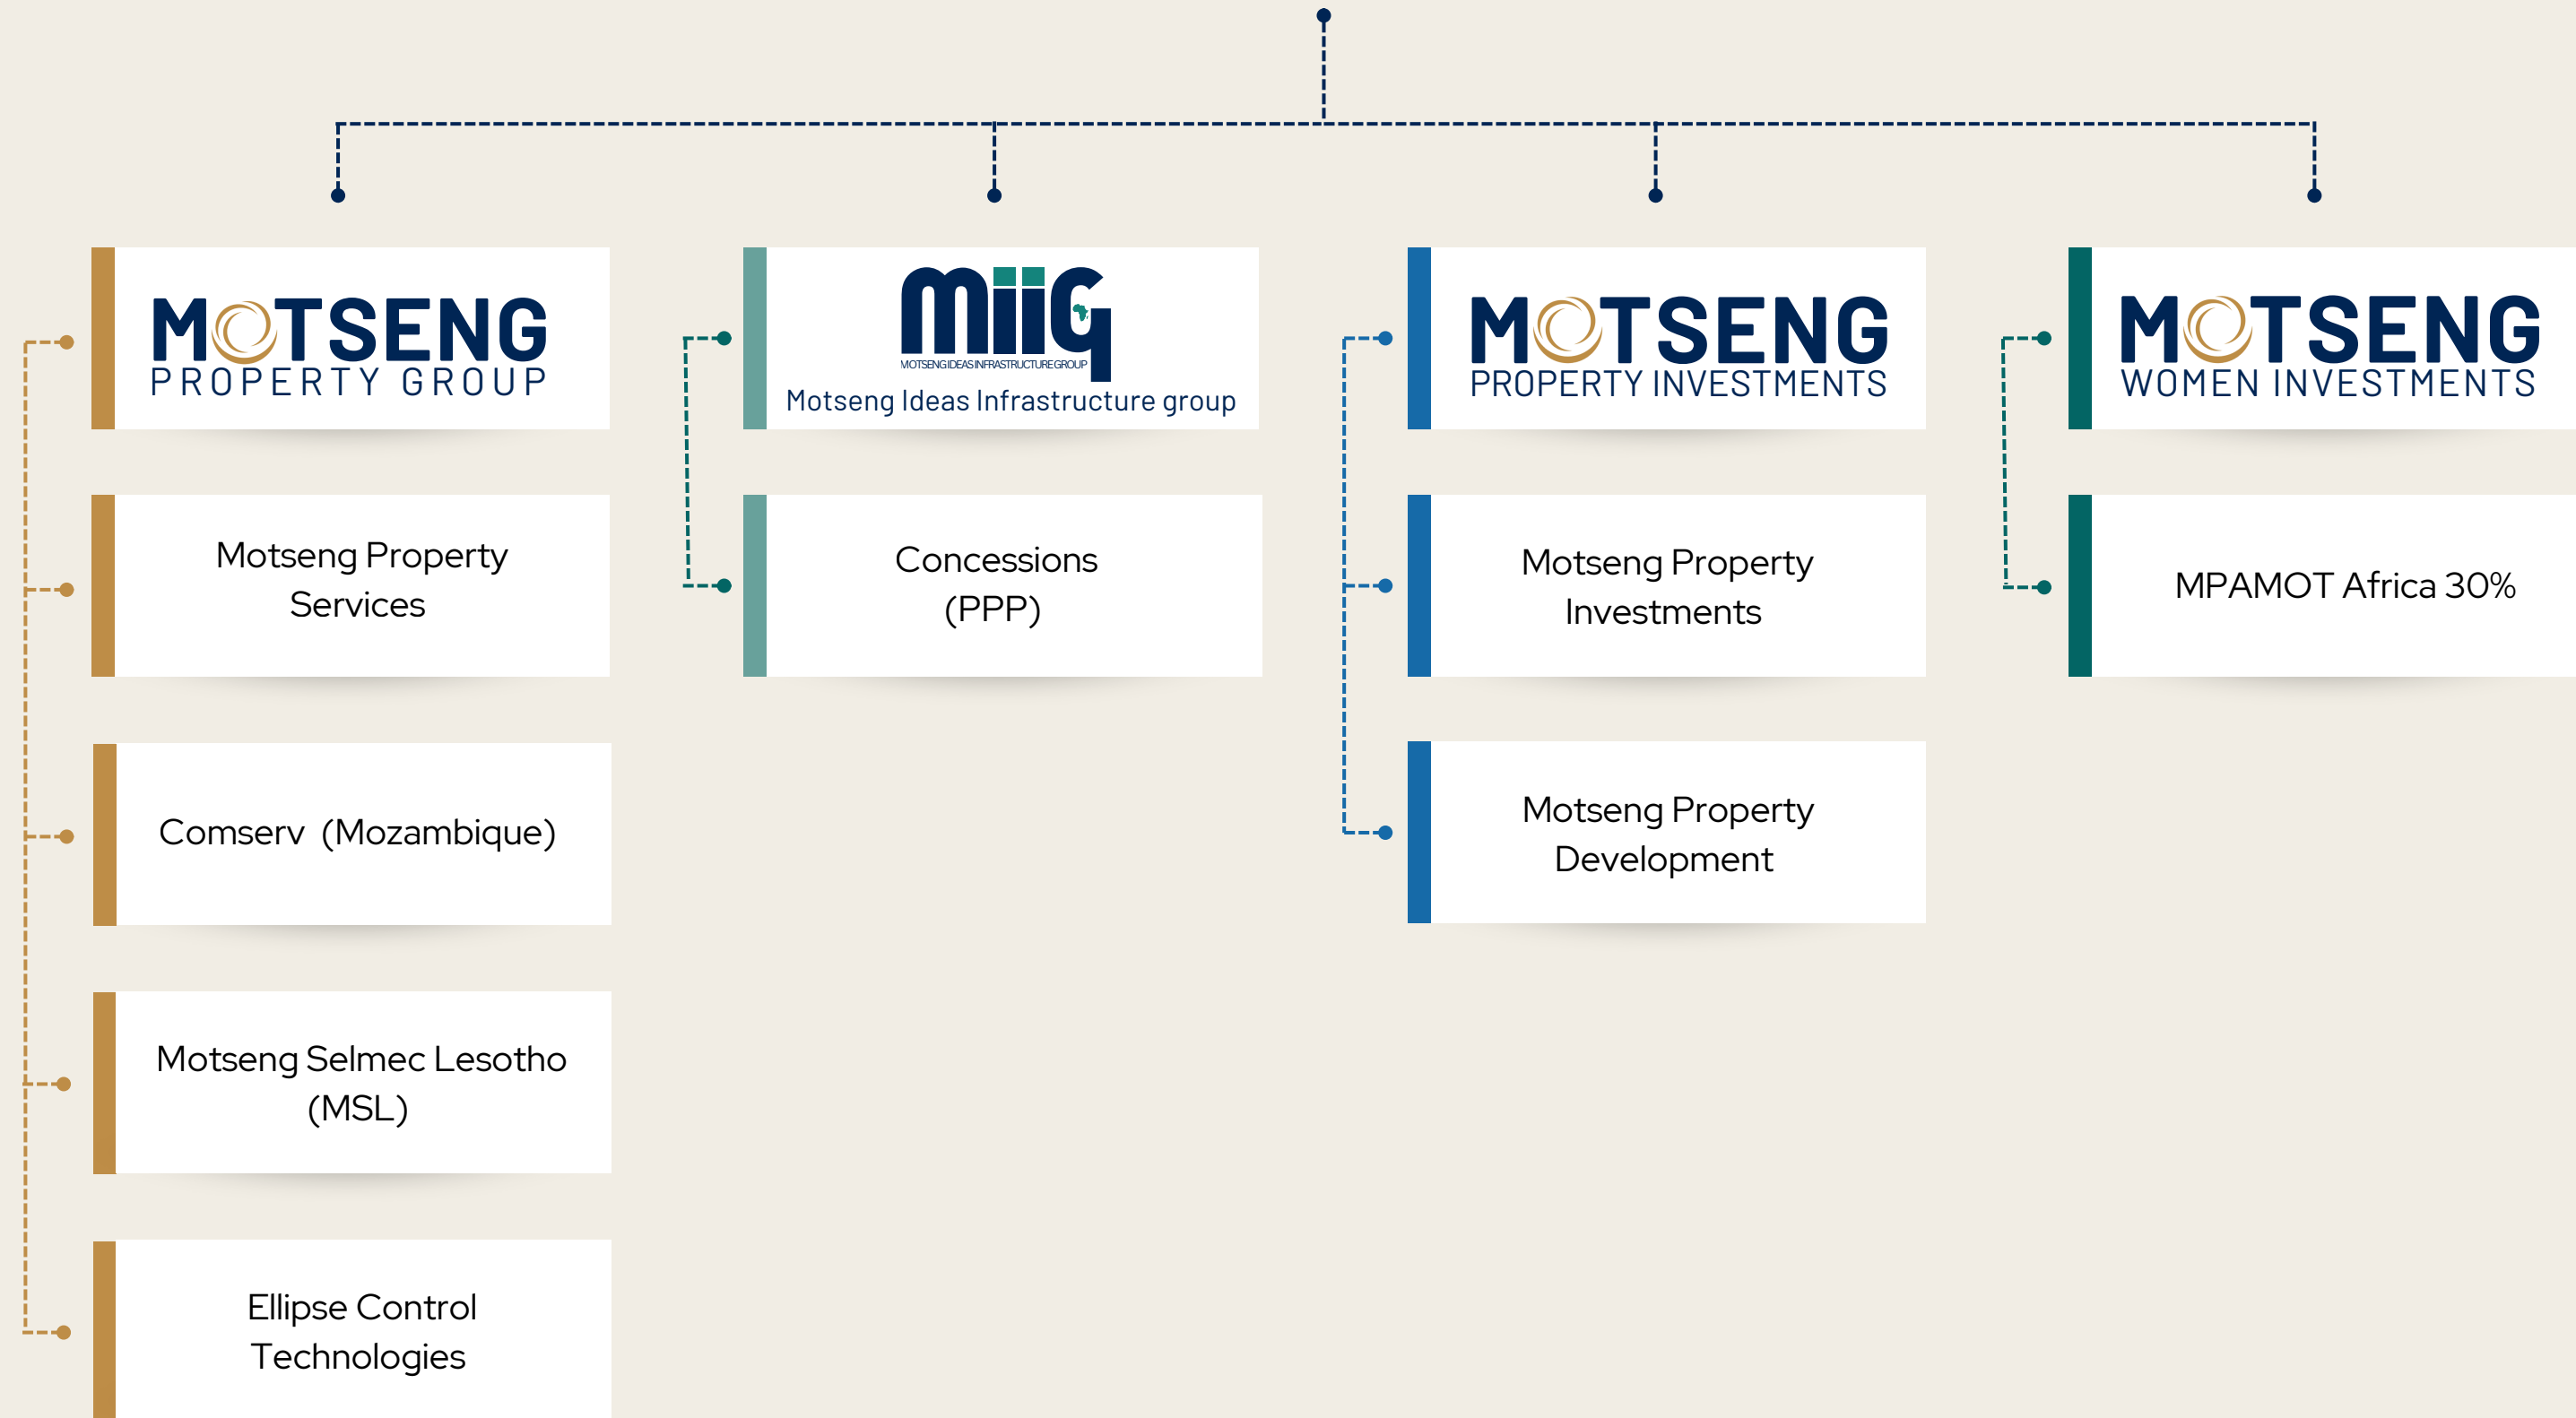 MOTSENG
PROPERTY GROUP
Motseng Property
Services
Comserv (Mozambique)
Motseng Selmec Lesotho
(MSL)
Ellipse Control
Technologies
miiG
MOTSENG IDEAS INFRASTRUCTURE GROUP
Motseng Ideas Infrastructure group
Concessions
(PPP)
MOTSENG
PROPERTY INVESTMENTS
Motseng Property
Investments
Motseng Property
Development
MOTSENG
WOMEN INVESTMENTS
MPAMOT Africa 30%